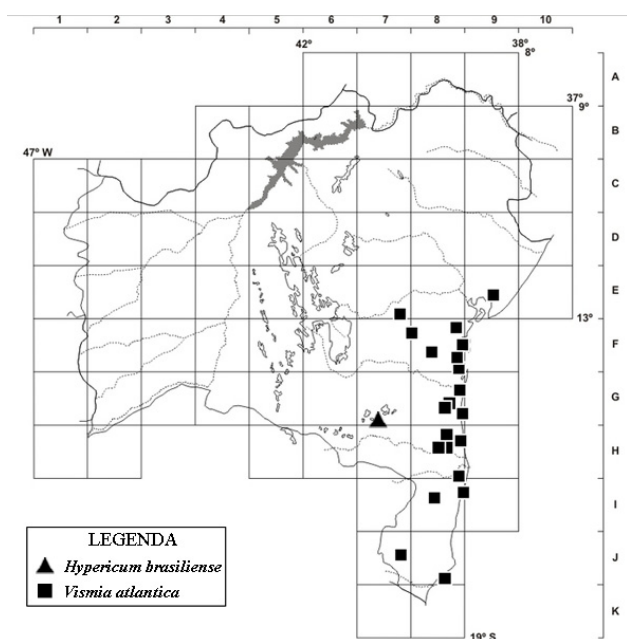 1 2 3 4 5 6 7 8 9 10
42° 38°
8°
A
37°
9°
B
47° W
C
D
E
13°
F
G
H
I
LEGENDA
Hypericum brasiliense
J
Vismia atlantica
K
19° S